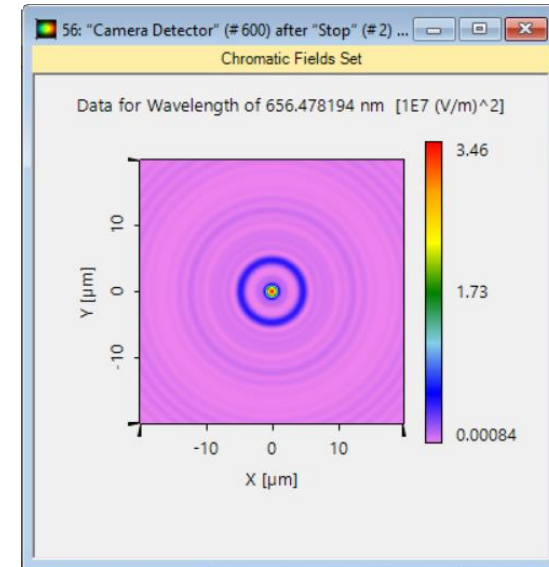 56: "Camera Detector" (# 600) after "Stop" (# 2) ...
Chromatic Fields Set
Data for Wavelength of 656.478194 nm [1E7 (V/m)^2]
3.46
1.73
0.00084
Y [µm]
10
0
-10
-10 0 10
X [µm]